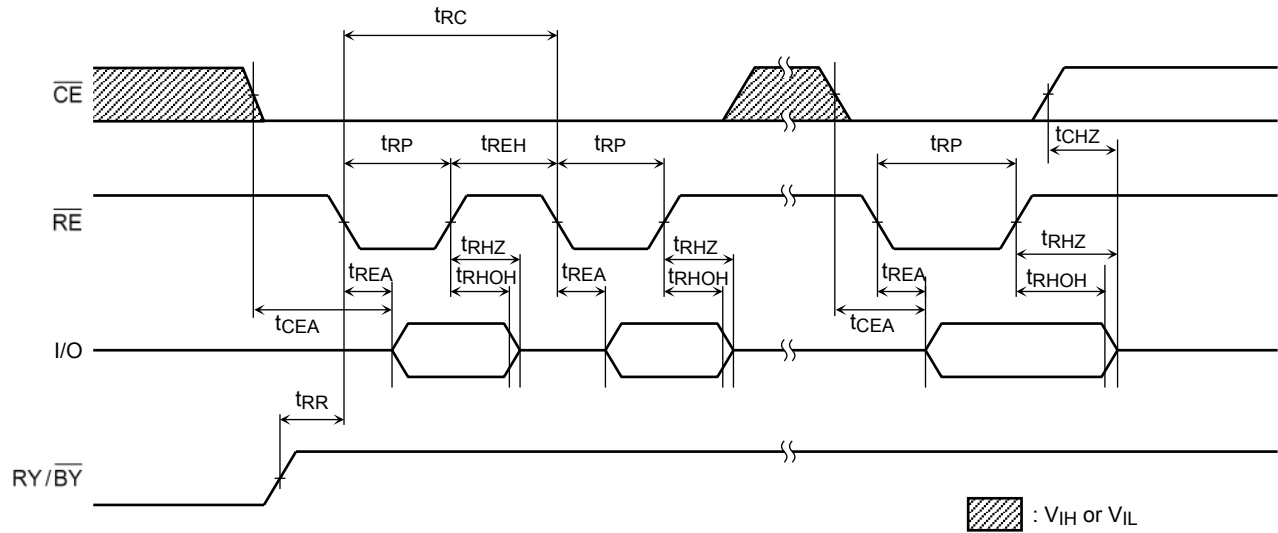 tRC
CE
tRP tREH tRP tCHZ tRP
RE
tRHZ tRHZ tRHZ
tREA tRHOH tREA tRHOH tREA tRHOH
tCEA tCEA
I/O
tRR
RY/BY
: VIH or VIL